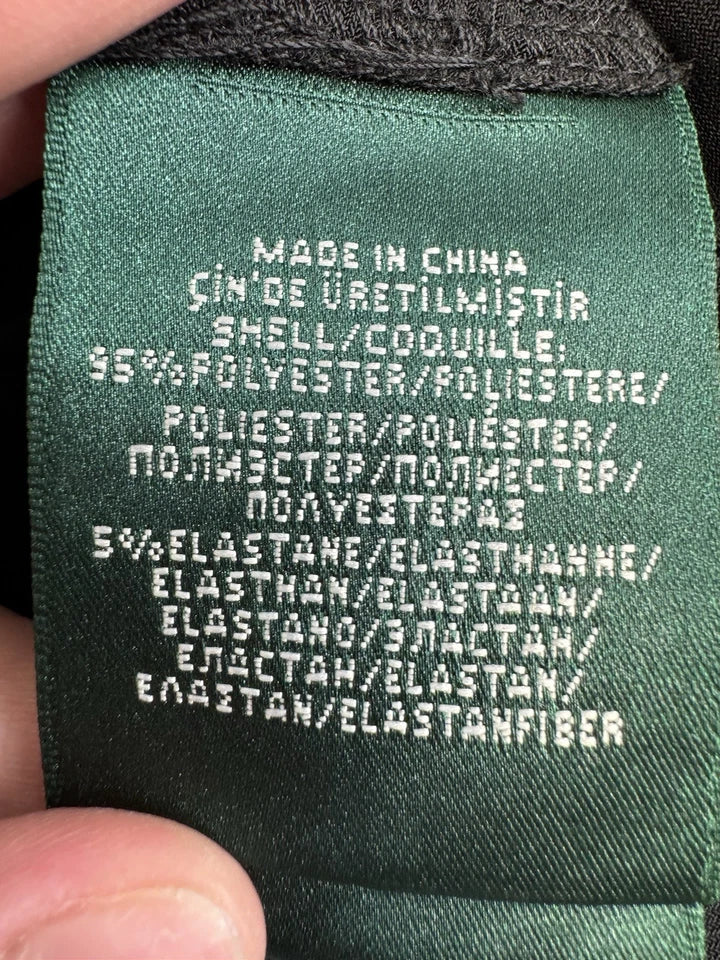 MADE IN CHINA
ÇİN'DE ÜRETİLMİŞTİR
SHELL/COQUILLE:
95%POLYESTER/POLIESTERE/
POLIESTER/POLIÉSTER/
ПОЛИЭСТЕР/ПОЛИЕСТЕР/
ΠΟΛΥΕΣΤΕΡΑΣ
5%ELASTANE/ELASTHANNE/
ELASTHAN/ELASTAAN/
ELASTANO/ЭЛАСТАН/
ЕЛАСТАН/ELASTAN/
ΕΛΑΣΤΑΝ/ELASTANFIBER